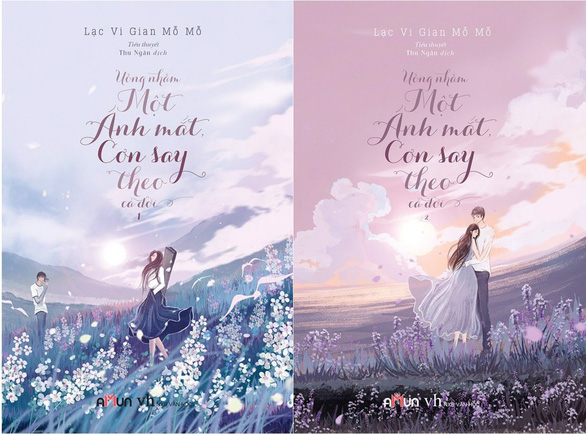 Lạc Vi Gian Mỗ Mỗ
Tiểu thuyết
Thu Ngân dịch
Uống nhầm
Một
Ánh mắt,
Cơn say
theo
cả đời
1
AMUN vh
Lạc Vi Gian Mỗ Mỗ
Tiểu thuyết
Thu Ngân dịch
Uống nhầm
Một
Ánh mắt,
Cơn say
theo
cả đời
2
AMUN vh